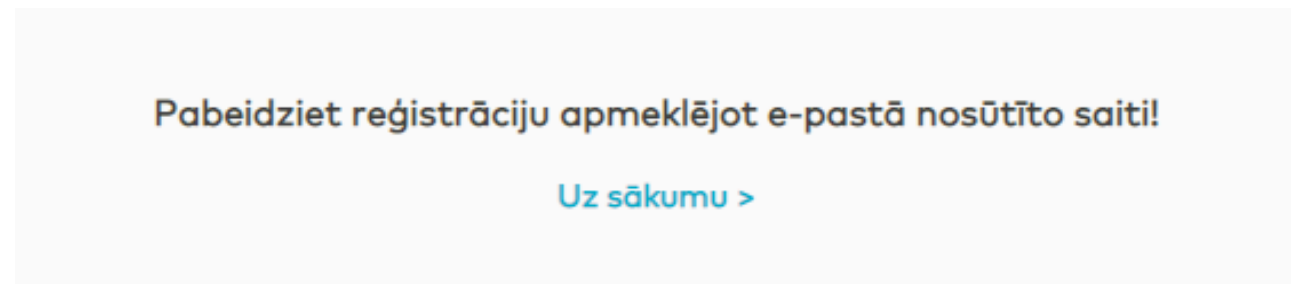 Pabeidziet reģistrāciju apmeklējot e-pastā nosūtīto saiti!
Uz sākumu >